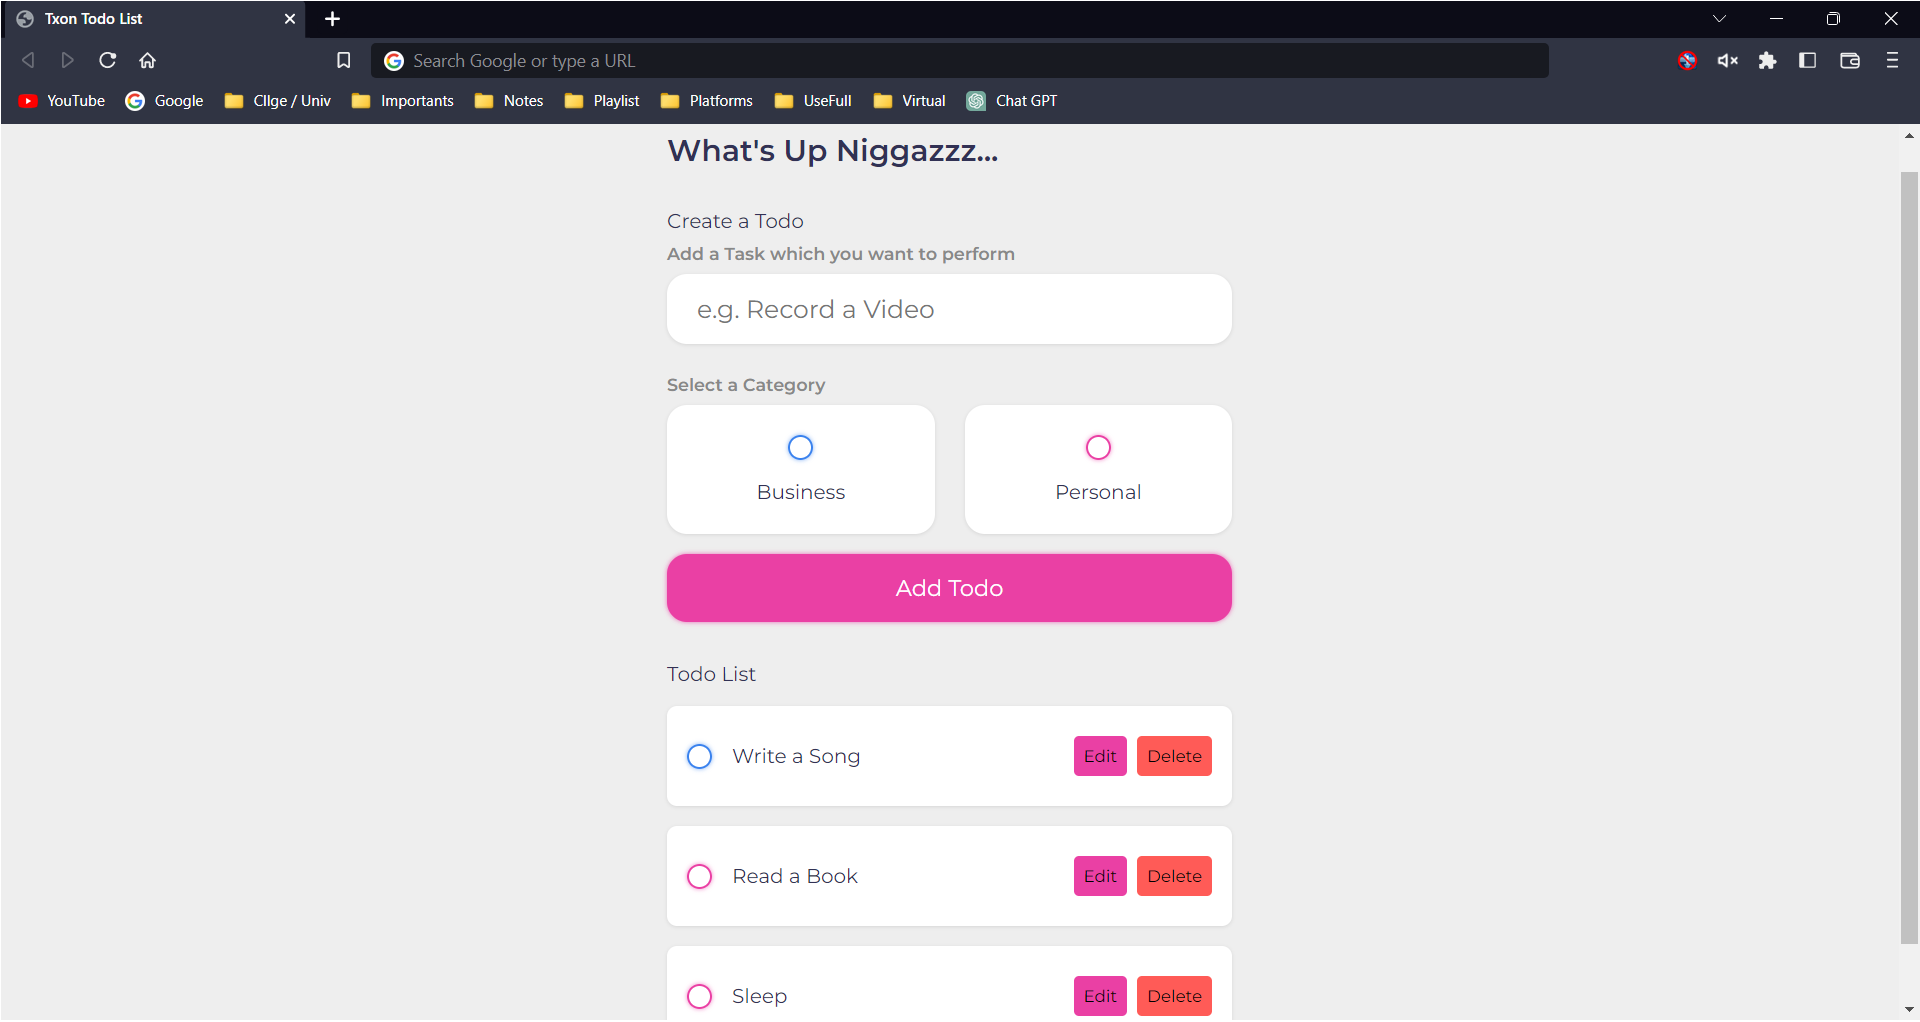 Txon Todo List
Search Google or type a URL
YouTube Google Cllge / Univ Importants Notes Playlist Platforms UseFull Virtual Chat GPT
What's Up Niggazzz...
Create a Todo
Add a Task which you want to perform
e.g. Record a Video
Select a Category
Business Personal
Add Todo
Todo List
Write a Song Edit Delete
Read a Book Edit Delete
Sleep Edit Delete